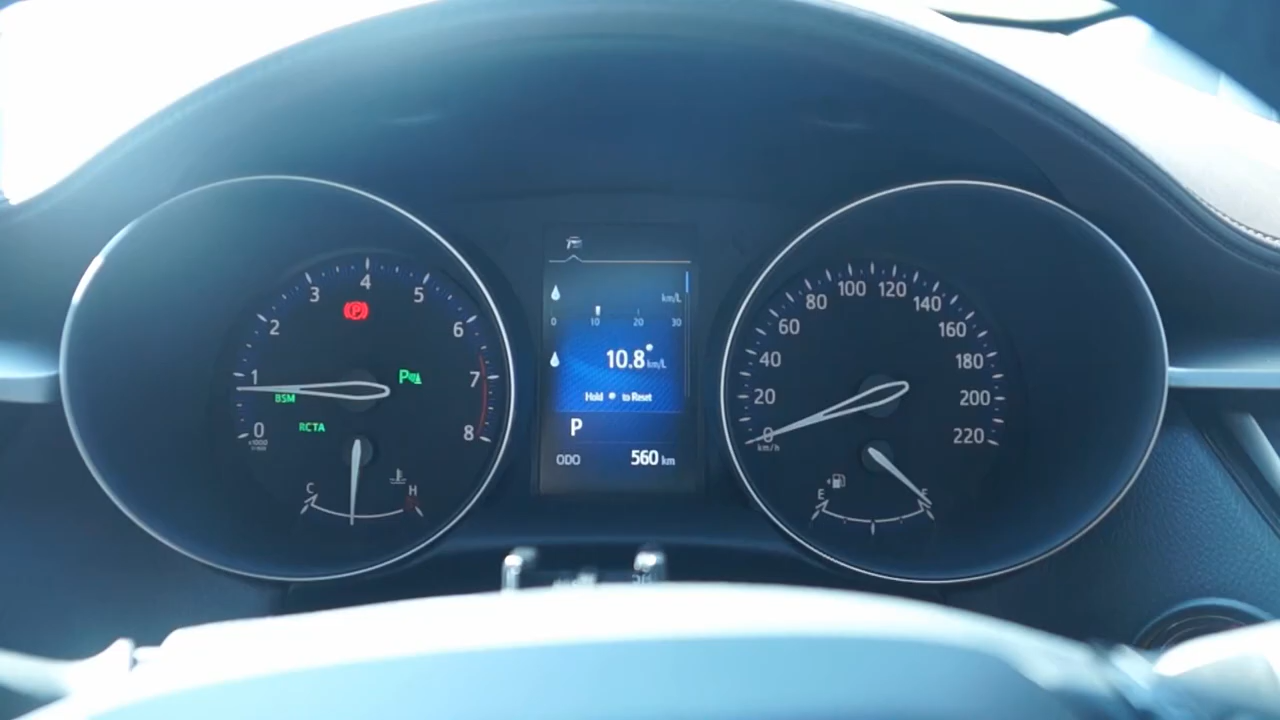 0
1
2
3
4
5
6
7
8
x1000
r/min
P
P
BSM
RCTA
C
H
km/L
0 10 20 30
10.8 km/L
Hold to Reset
P
ODO 560 km
0
20
40
60
80
100
120
140
160
180
200
220
km/h
E
F